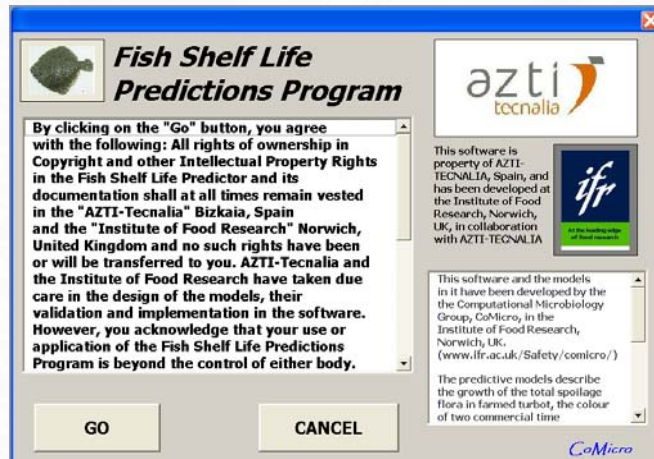 Fish Shelf Life
Predictions Program
By clicking on the "Go" button, you agree
with the following: All rights of ownership in
Copyright and other Intellectual Property Rights
in the Fish Shelf Life Predictor and its
documentation shall at all times remain vested
in the "AZTI-Tecnalia" Bizkaia, Spain
and the "Institute of Food Research" Norwich,
United Kingdom and no such rights have been
or will be transferred to you. AZTI-Tecnalia and
the Institute of Food Research have taken due
care in the design of the models, their
validation and implementation in the software.
However, you acknowledge that your use or
application of the Fish Shelf Life Predictions
Program is beyond the control of either body.
GO
CANCEL
azti
tecnalia
This software is
property of AZTI-
TECNALIA, Spain, and
has been developed at
the Institute of Food
Research, Norwich,
UK, in collaboration
with AZTI-TECNALIA
ifr
At the leading edge
of food research
This software and the models
in it have been developed by the
the Computational Microbiology
Group, CoMicro, in the
Institute of Food Research,
Norwich, UK.
(www.ifr.ac.uk/Safety/comicro/)
The predictive models describe
the growth of the total spoilage
flora in farmed turbot, the colour
of two commercial time
CoMicro